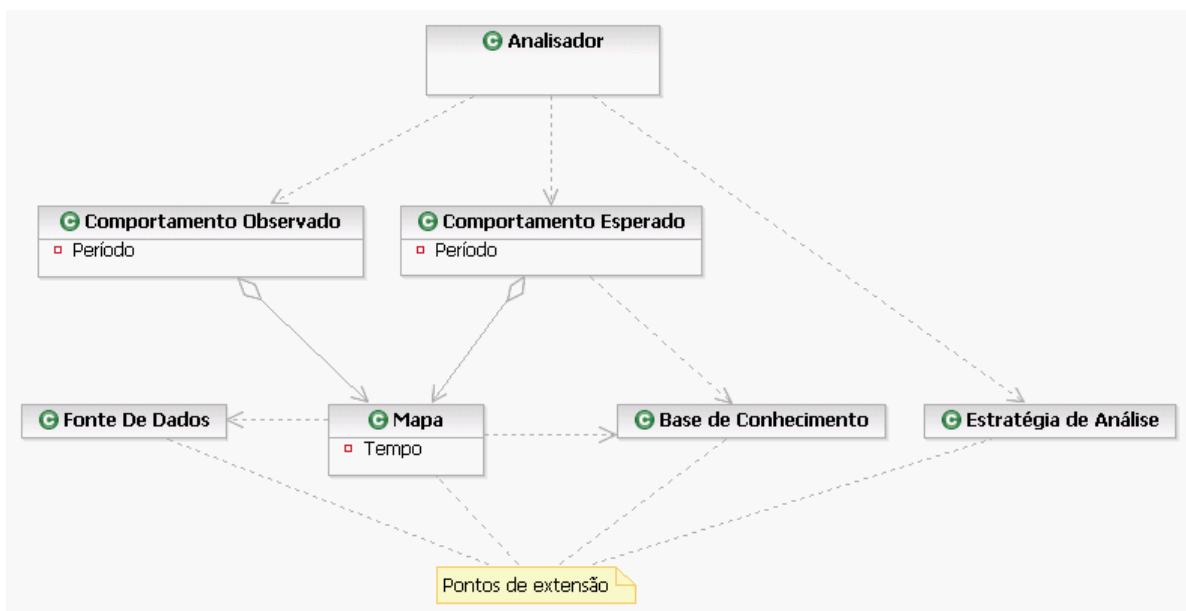 Analisador
Comportamento Observado
Período
Comportamento Esperado
Período
Fonte De Dados
Mapa
Tempo
Base de Conhecimento
Estratégia de Análise
Pontos de extensão